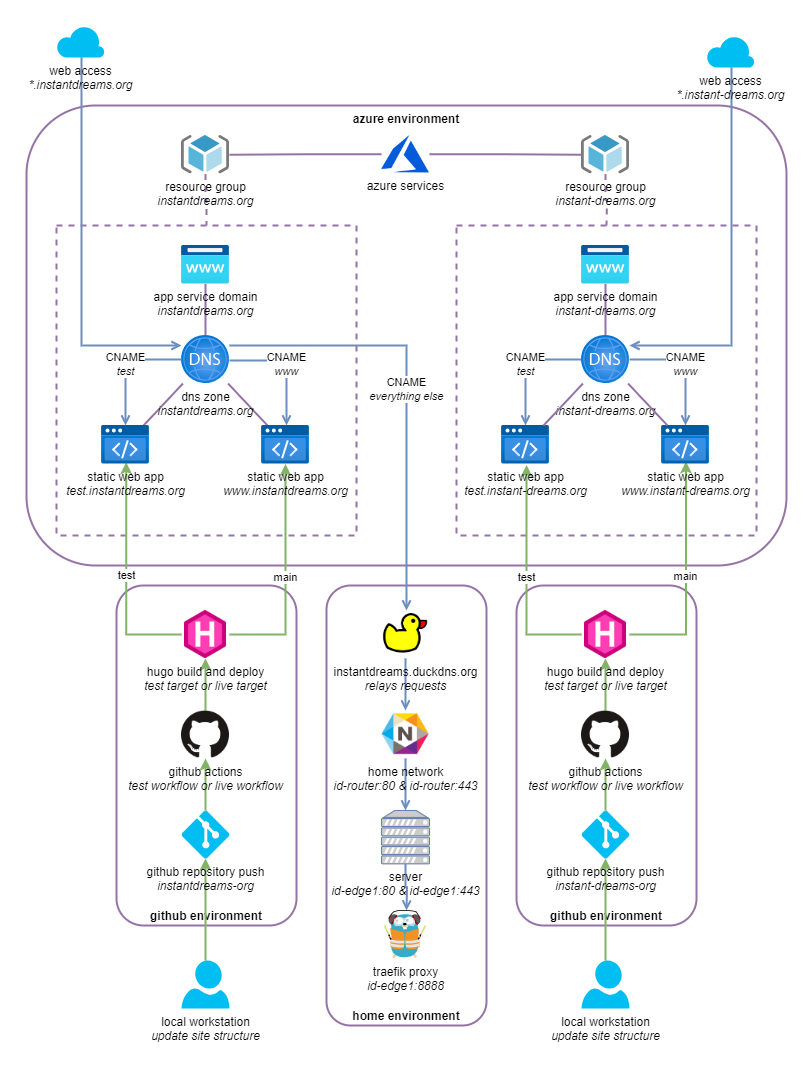 web access
*.instantdreams.org
web access
*.instant-dreams.org
azure environment
resource group
instantdreams.org
azure services
resource group
instant-dreams.org
www
app service domain
instantdreams.org
www
app service domain
instant-dreams.org
DNS
CNAME
test
CNAME
www
dns zone
instantdreams.org
CNAME
everything else
DNS
CNAME
test
CNAME
www
dns zone
instant-dreams.org
</>
static web app
test.instantdreams.org
</>
static web app
www.instantdreams.org
</>
static web app
test.instant-dreams.org
</>
static web app
www.instant-dreams.org
test
main
test
main
H
hugo build and deploy
test target or live target
instantdreams.duckdns.org
relays requests
H
hugo build and deploy
test target or live target
github actions
test workflow or live workflow
N
home network
id-router:80 & id-router:443
github actions
test workflow or live workflow
github repository push
instantdreams-org
server
id-edge1:80 & id-edge1:443
github repository push
instant-dreams-org
github environment
github environment
traefik proxy
id-edge1:8888
home environment
local workstation
update site structure
local workstation
update site structure